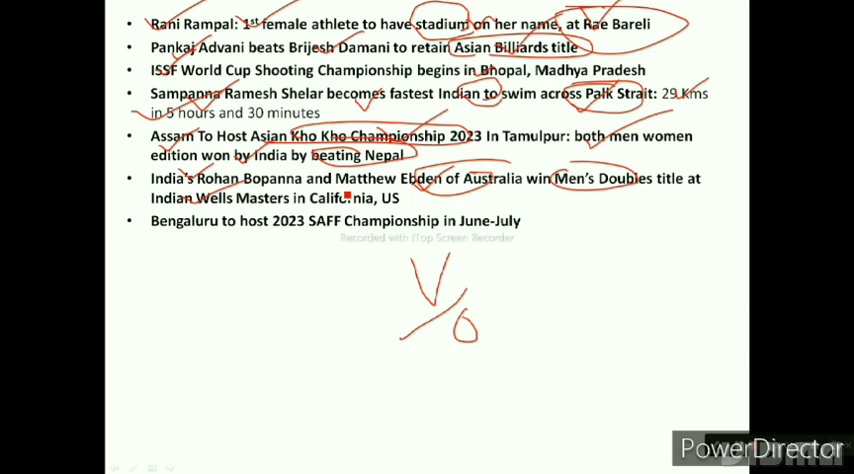 • Rani Rampal: 1st female athlete to have stadium on her name, at Rae Bareli
• Pankaj Advani beats Brijesh Damani to retain Asian Billiards title
• ISSF World Cup Shooting Championship begins in Bhopal, Madhya Pradesh
• Sampanna Ramesh Shelar becomes fastest Indian to swim across Palk Strait: 29 Kms
in 5 hours and 30 minutes
• Assam To Host Asian Kho Kho Championship 2023 In Tamulpur: both men women
edition won by India by beating Nepal
• India's Rohan Bopanna and Matthew Ebden of Australia win Men's Doubles title at
Indian Wells Masters in California, US
• Bengaluru to host 2023 SAFF Championship in June-July
Recorded with iTop Screen Recorder
V/0
PowerDirector